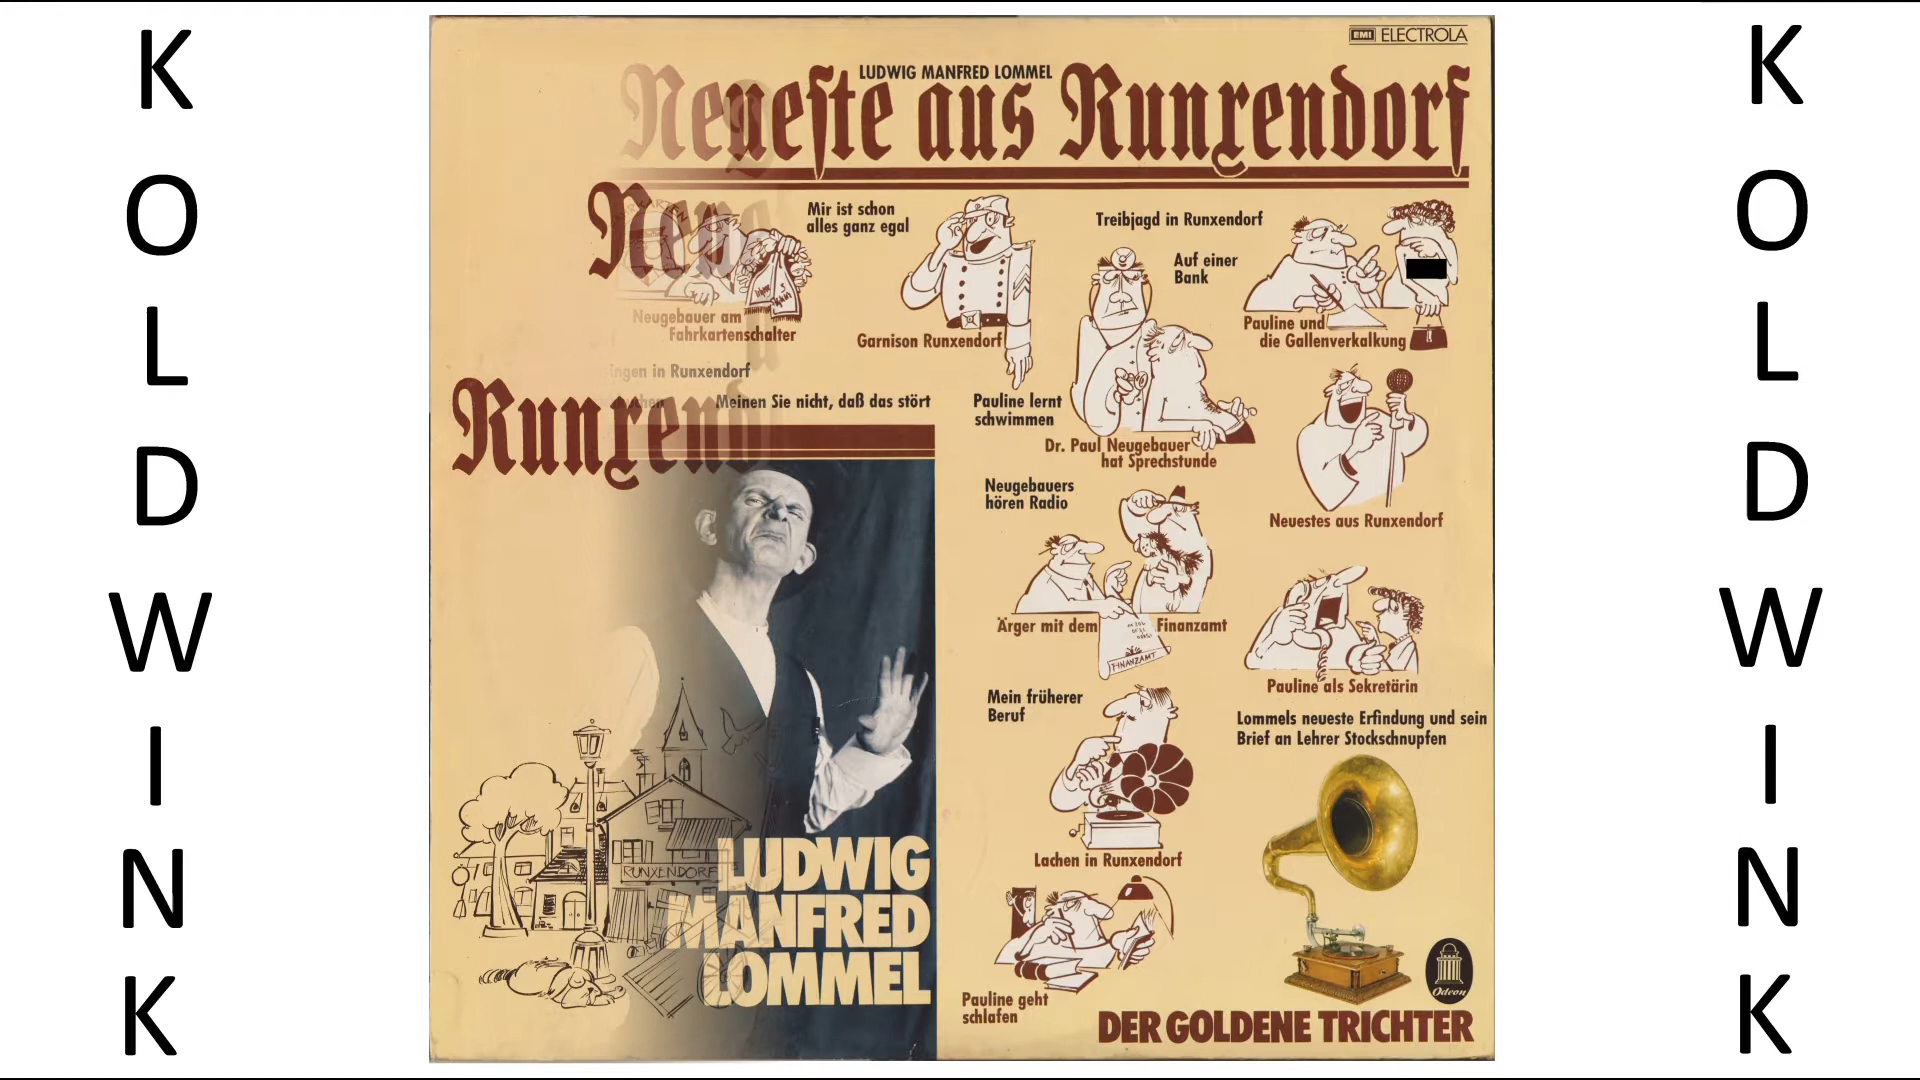 K
O
L
D
W
I
N
K
EMI ELECTROLA
LUDWIG MANFRED LOMMEL
Neueste aus Runxendorf
Mir ist schon
alles ganz egal
Treibjagd in Runxendorf
Auf einer
Bank
Neugebauer am
Fahrkartenschalter
Garnison Runxendorf
Pauline und
die Gallenverkalkung
in Runxendorf
Meinen Sie nicht, daß das stört
Pauline lernt
schwimmen
Runxend
Dr. Paul Neugebauer
hat Sprechstunde
Neugebauers
hören Radio
Neuestes aus Runxendorf
Ärger mit dem Finanzamt
FINANZAMT
Pauline als Sekretärin
Mein früherer
Beruf
Lommels neueste Erfindung und sein
Brief an Lehrer Stockschnupfen
Lachen in Runxendorf
RUNXENDORF
LUDWIG
MANFRED
LOMMEL
Pauline geht
schlafen
Odeon
DER GOLDENE TRICHTER
K
O
L
D
W
I
N
K